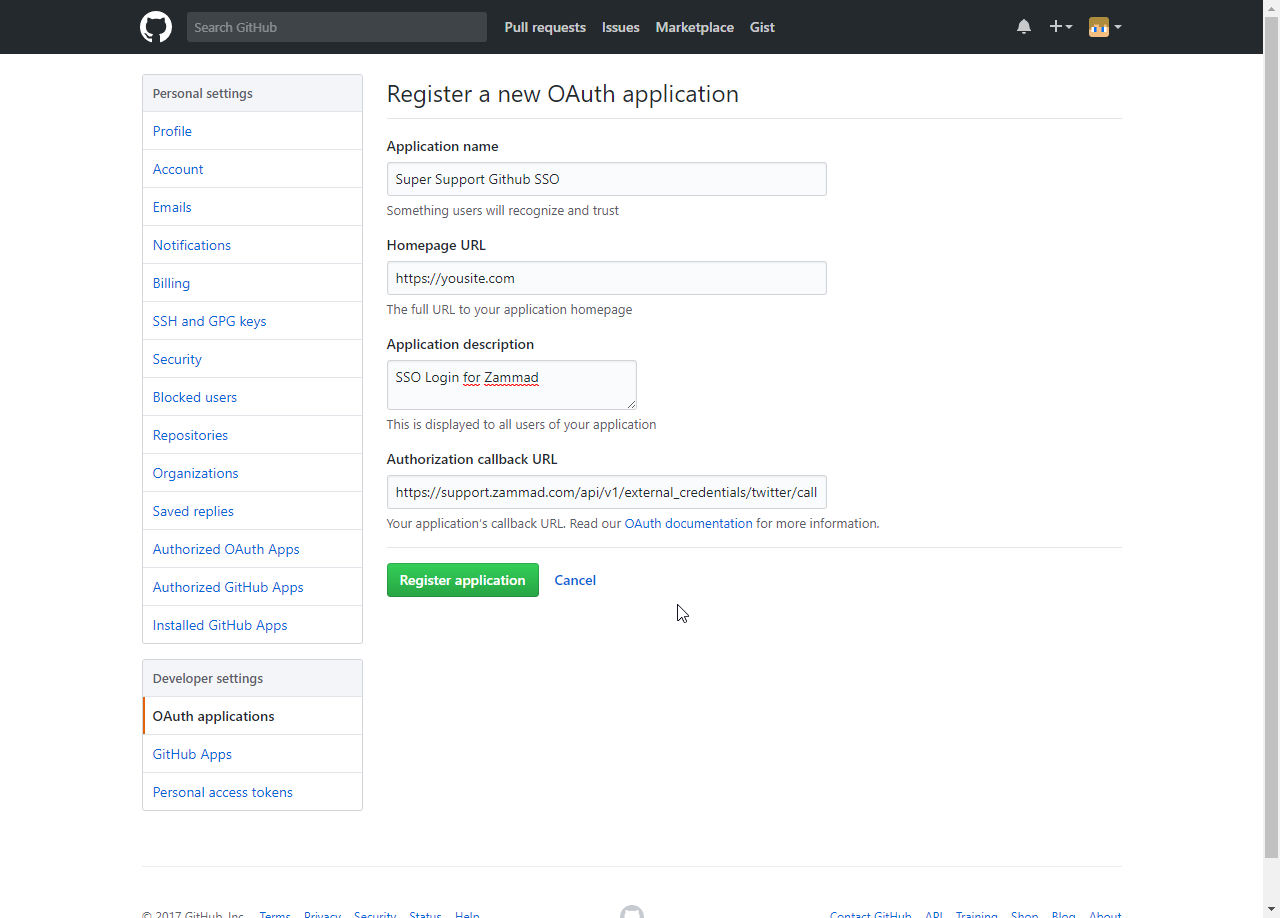 Search GitHub Pull requests Issues Marketplace Gist
Personal settings
Profile
Account
Emails
Notifications
Billing
SSH and GPG keys
Security
Blocked users
Repositories
Organizations
Saved replies
Authorized OAuth Apps
Authorized GitHub Apps
Installed GitHub Apps
Developer settings
OAuth applications
GitHub Apps
Personal access tokens
Register a new OAuth application
Application name
Super Support Github SSO
Something users will recognize and trust
Homepage URL
https://yousite.com
The full URL to your application homepage
Application description
SSO Login for Zammad
This is displayed to all users of your application
Authorization callback URL
https://support.zammad.com/api/v1/external_credentials/twitter/call
Your application's callback URL. Read our OAuth documentation for more information.
Register application Cancel
© 2017 GitHub, Inc. Terms Privacy Security Status Help Contact GitHub API Training Shop Blog About